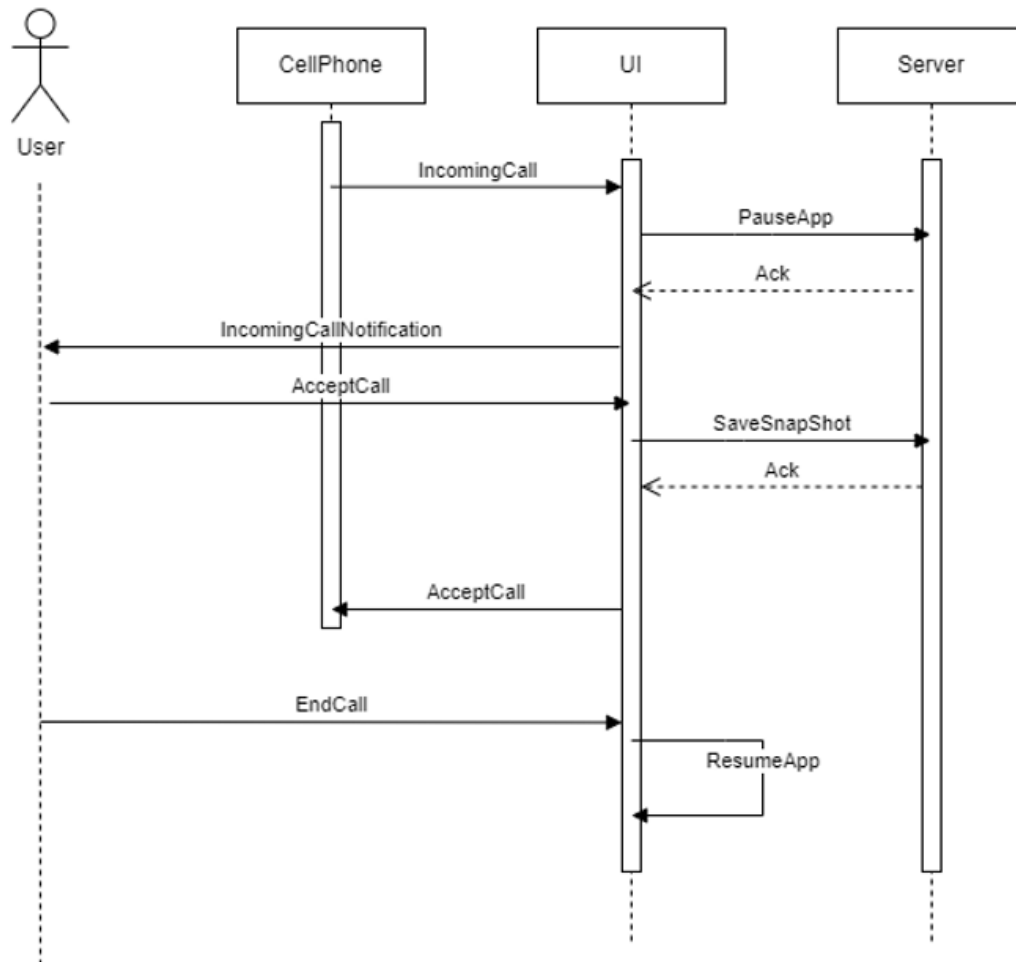 CellPhone
UI
Server
User
IncomingCall
PauseApp
Ack
IncomingCallNotification
AcceptCall
SaveSnapShot
Ack
AcceptCall
EndCall
ResumeApp